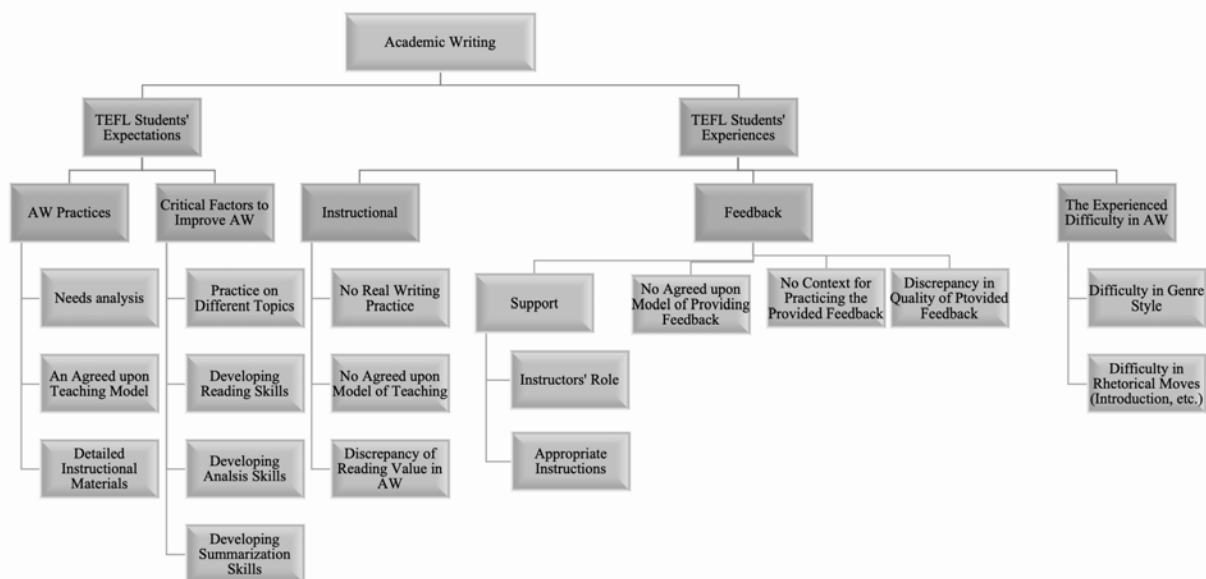 Academic Writing
TEFL Students'
Expectations
TEFL Students'
Experiences
AW Practices
Critical Factors to
Improve AW
Instructional
Feedback
The Experienced
Difficulty in AW
Needs analysis
An Agreed upon
Teaching Model
Detailed
Instructional
Materials
Practice on
Different Topics
Developing
Reading Skills
Developing
Analsis Skills
Developing
Summarization
Skills
No Real Writing
Practice
No Agreed upon
Model of Teaching
Discrepancy of
Reading Value in
AW
Support
Instructors' Role
Appropriate
Instructions
No Agreed upon
Model of Providing
Feedback
No Context for
Practicing the
Provided Feedback
Discrepancy in
Quality of Ptovided
Feedback
Difficulty in Genre
Style
Difficulty in
Rhetorical Moves
(Introduction, etc.)